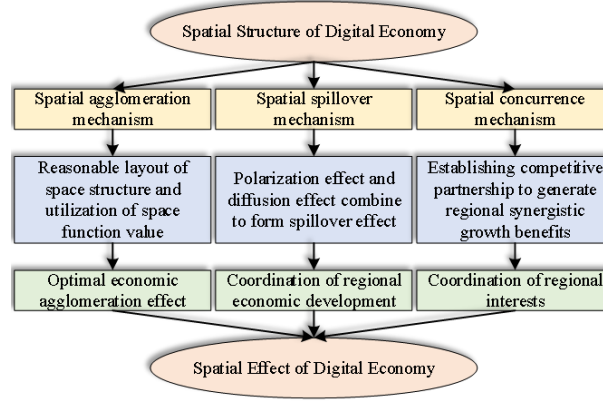 Spatial Structure of Digital Economy
Spatial agglomeration
mechanism
Spatial spillover
mechanism
Spatial concurrence
mechanism
Reasonable layout of
space structure and
utilization of space
function value
Polarization effect and
diffusion effect combine
to form spillover effect
Establishing competitive
partnership to generate
regional synergistic
growth benefits
Optimal economic
agglomeration effect
Coordination of regional
economic development
Coordination of regional
interests
Spatial Effect of Digital Economy